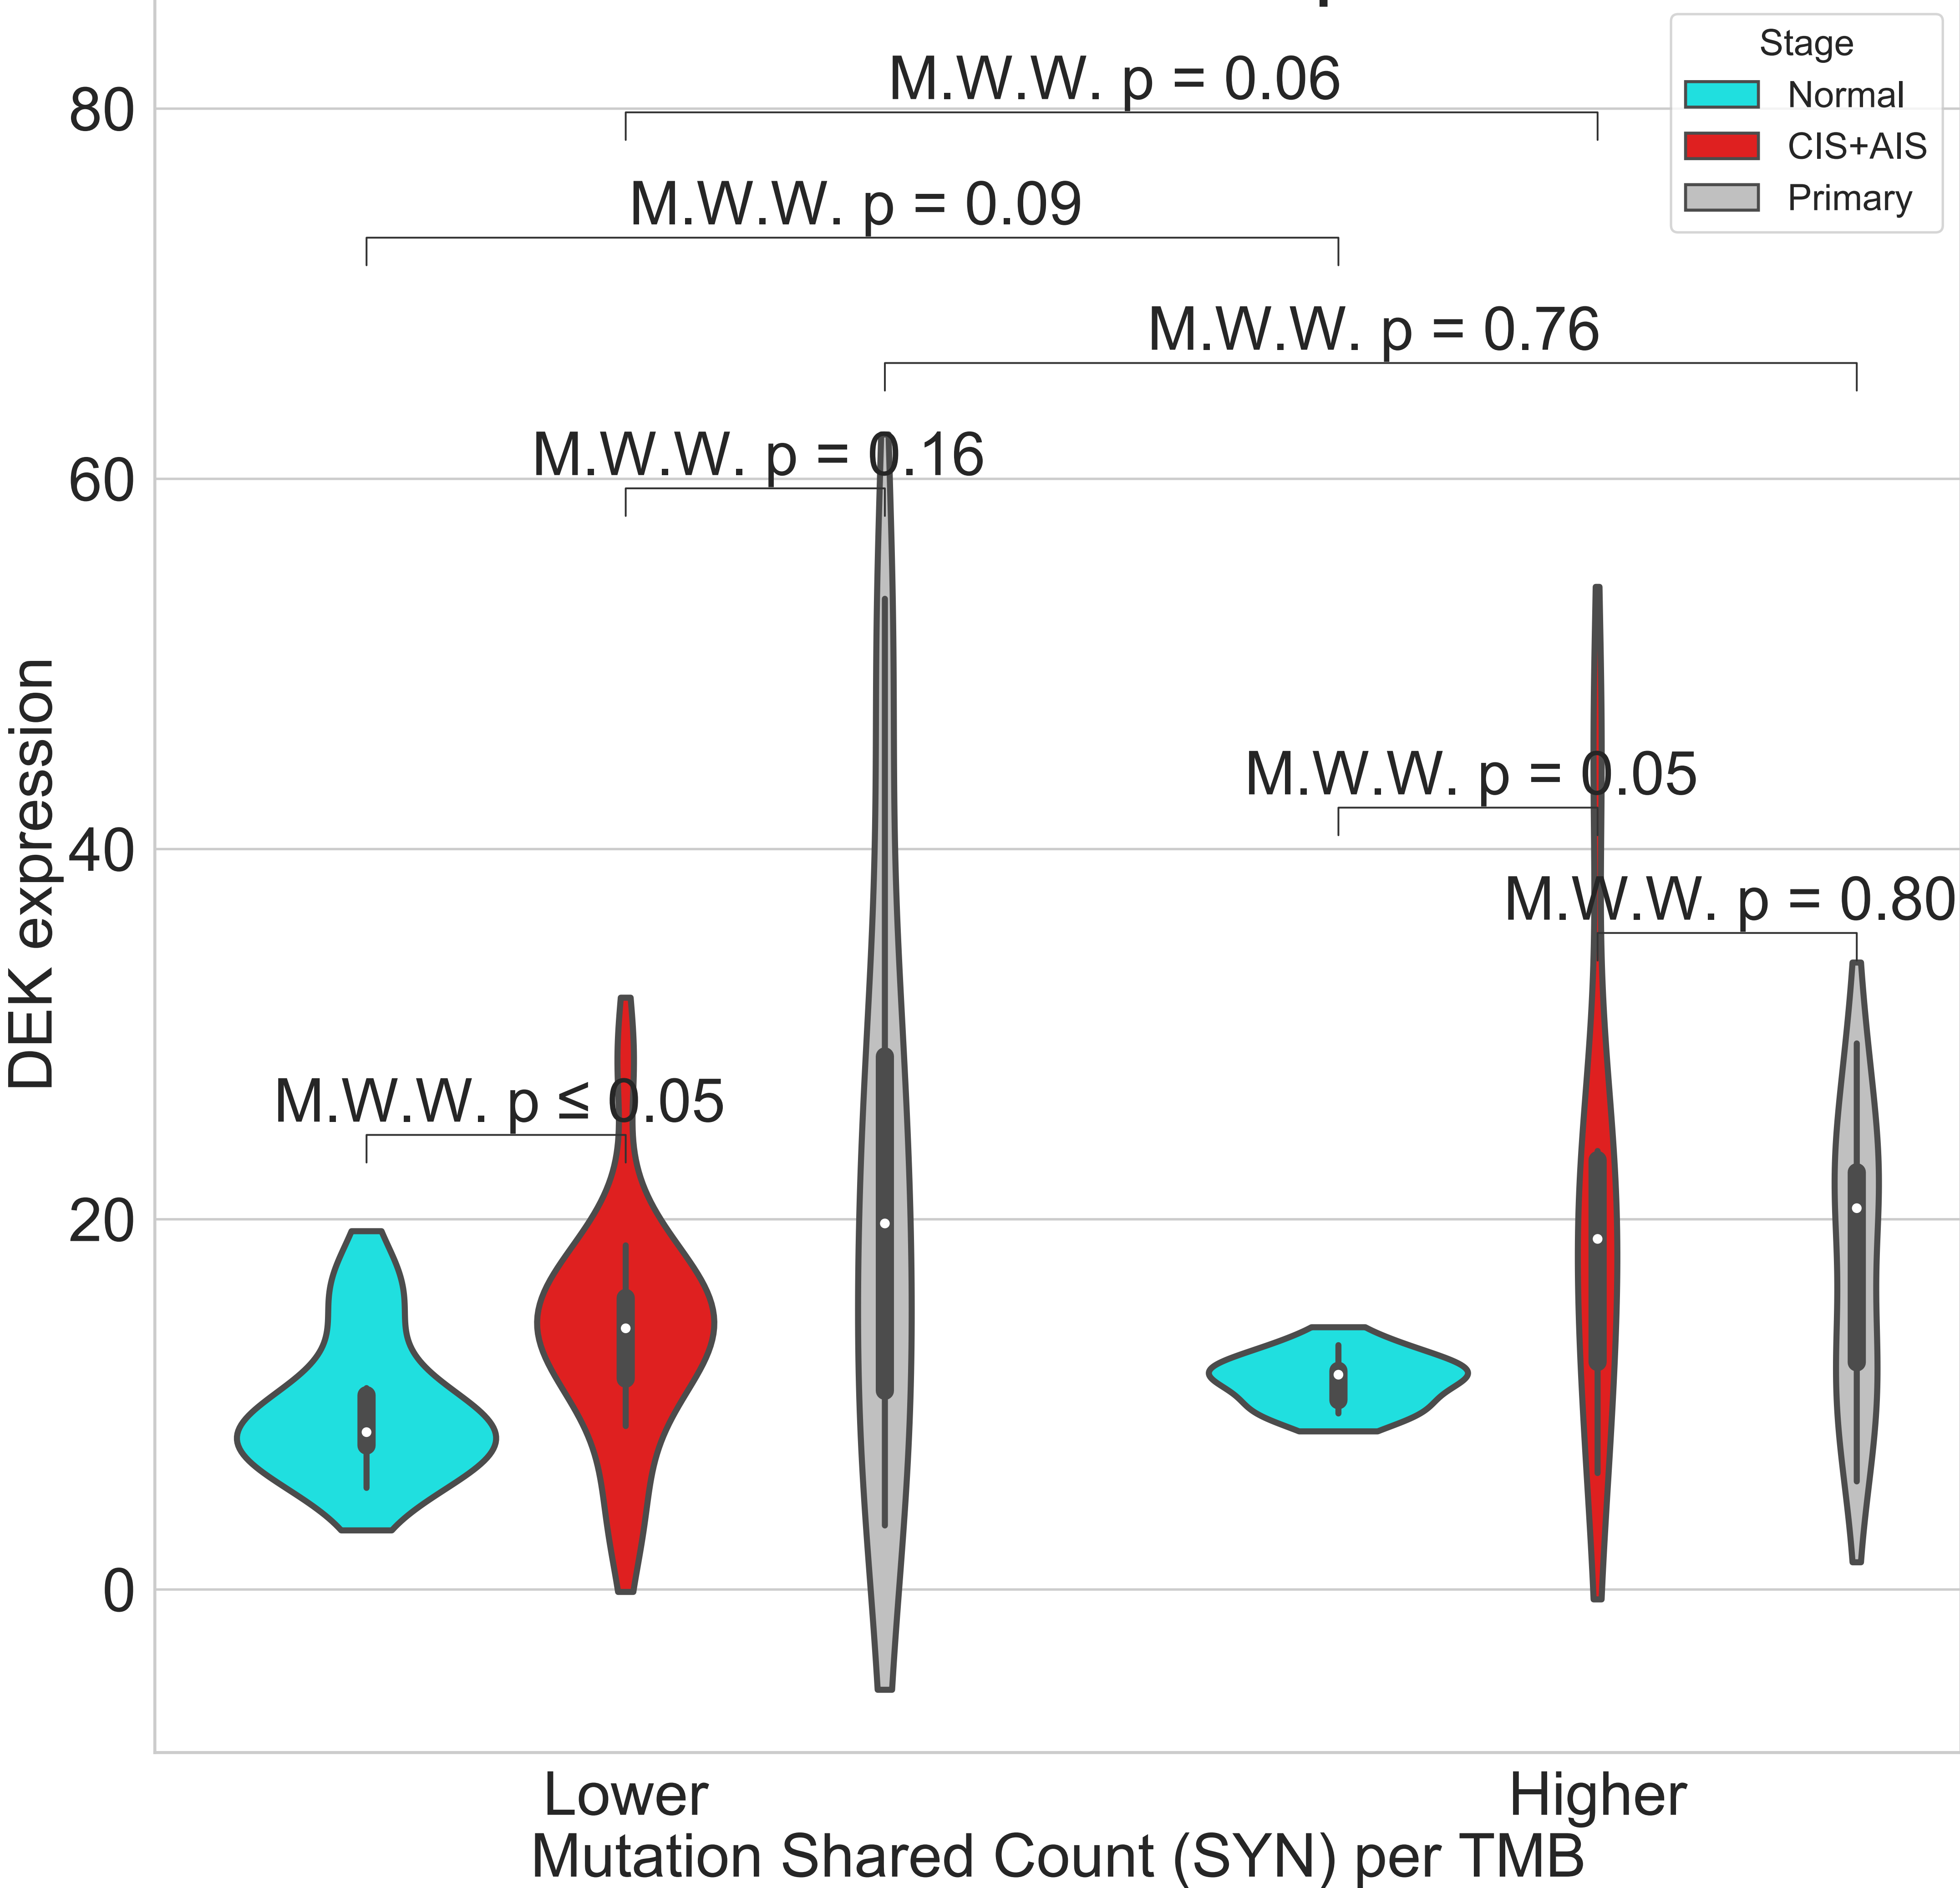 Stage
Normal
CIS+AIS
Primary
M.W.W. p = 0.06
M.W.W. p = 0.09
M.W.W. p = 0.76
M.W.W. p = 0.16
M.W.W. p = 0.05
M.W.W. p = 0.80
M.W.W. p ≤ 0.05
80
60
40
20
0
DEK expression
Lower
Higher
Mutation Shared Count (SYN) per TMB